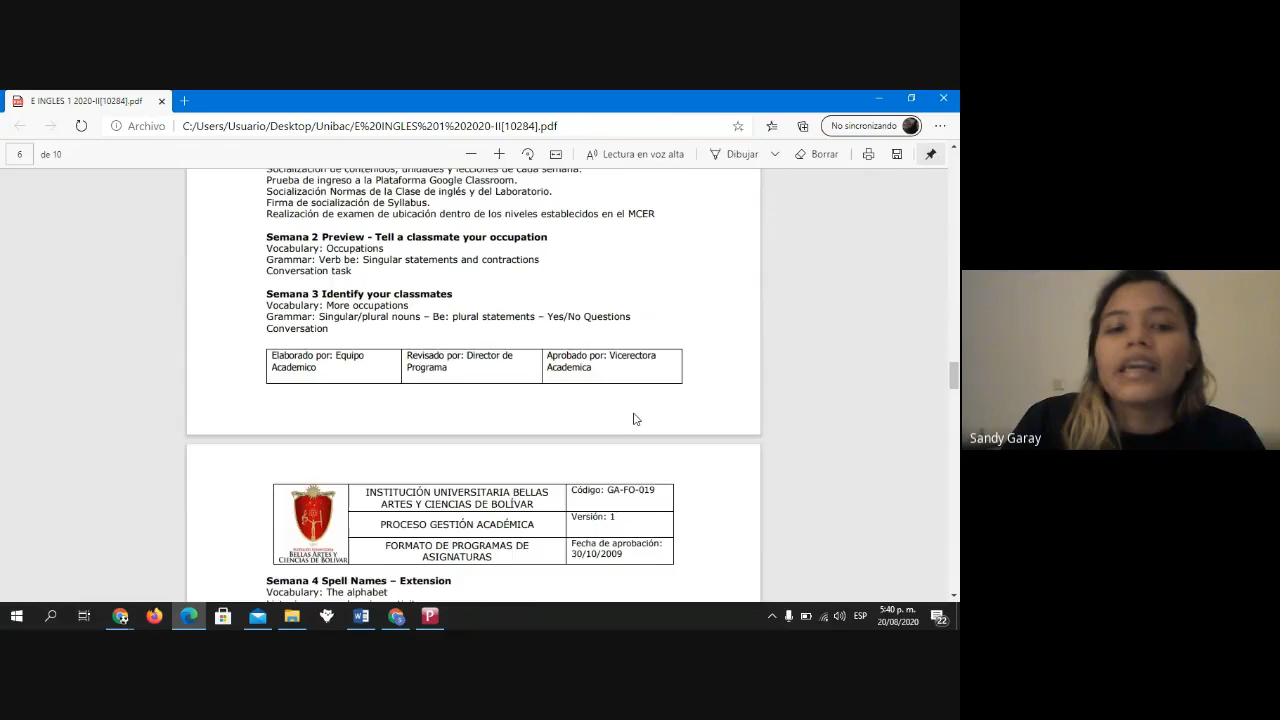 E INGLES 1 2020-II[10284].pdf
Archivo
C:/Users/Usuario/Desktop/Unibac/E%20INGLES%201%202020-II[10284].pdf
No sincronizando
6 de 10
Lectura en voz alta
Dibujar
Borrar
Socialización de contenidos, unidades y lecciones de cada semana.
Prueba de ingreso a la Plataforma Google Classroom.
Socialización Normas de la Clase de inglés y del Laboratorio.
Firma de socialización de Syllabus.
Realización de examen de ubicación dentro de los niveles establecidos en el MCER
Semana 2 Preview - Tell a classmate your occupation
Vocabulary: Occupations
Grammar: Verb be: Singular statements and contractions
Conversation task
Semana 3 Identify your classmates
Vocabulary: More occupations
Grammar: Singular/plural nouns – Be: plural statements – Yes/No Questions
Conversation
Elaborado por: Equipo
Academico
Revisado por: Director de
Programa
Aprobado por: Vicerectora
Academica
Sandy Garay
BELLAS ARTES Y
CIENCIAS DE BOLIVAR
INSTITUCIÓN UNIVERSITARIA BELLAS
ARTES Y CIENCIAS DE BOLÍVAR
Código: GA-FO-019
PROCESO GESTIÓN ACADÉMICA
Versión: 1
FORMATO DE PROGRAMAS DE
ASIGNATURAS
Fecha de aprobación:
30/10/2009
Semana 4 Spell Names – Extension
Vocabulary: The alphabet
ESP
5:40 p. m.
20/08/2020
22